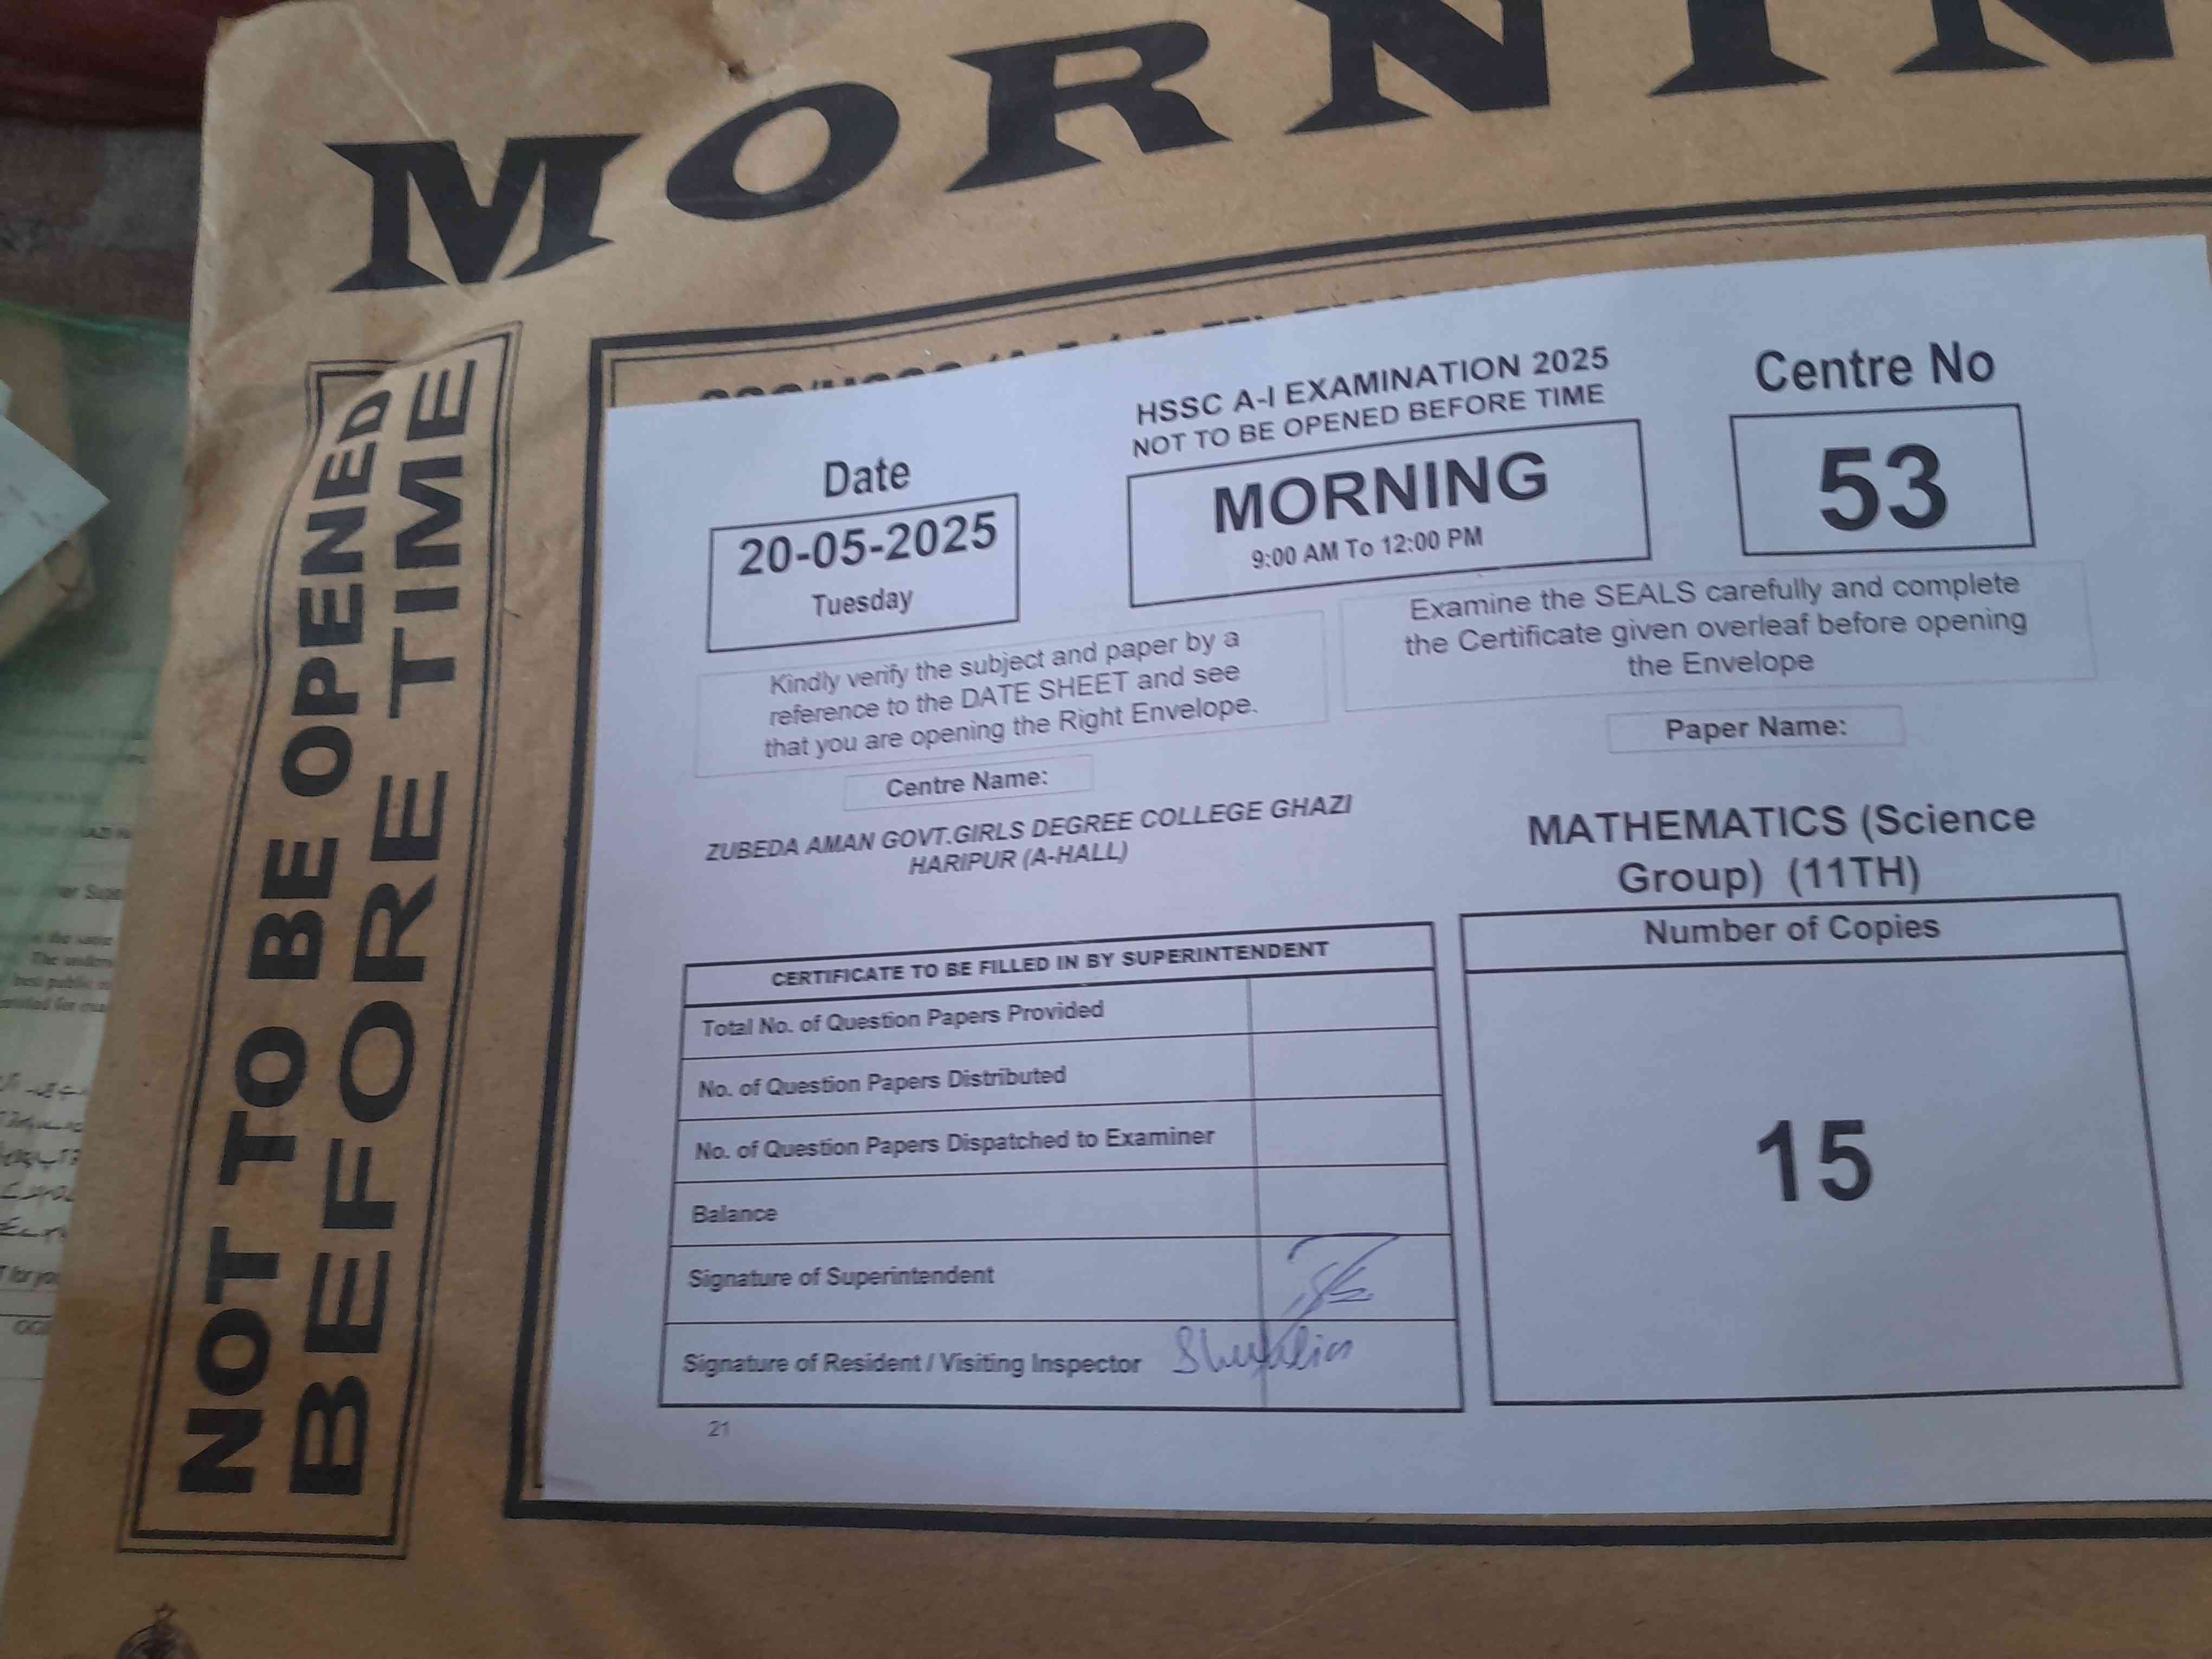 MORNIN
NOT TO BE OPENED
BEFORE TIME
HSSC A-I EXAMINATION 2025
NOT TO BE OPENED BEFORE TIME
Date
20-05-2025
Tuesday
MORNING
9:00 AM To 12:00 PM
Centre No
53
Kindly verify the subject and paper by a
reference to the DATE SHEET and see
that you are opening the Right Envelope.
Examine the SEALS carefully and complete
the Certificate given overleaf before opening
the Envelope
Centre Name:
ZUBEDA AMAN GOVT.GIRLS DEGREE COLLEGE GHAZI
HARIPUR (A-HALL)
Paper Name:
MATHEMATICS (Science
Group) (11TH)
CERTIFICATE TO BE FILLED IN BY SUPERINTENDENT
Total No. of Question Papers Provided
No. of Question Papers Distributed
No. of Question Papers Dispatched to Examiner
Balance
Signature of Superintendent
Signature of Resident / Visiting Inspector
21
Number of Copies
15